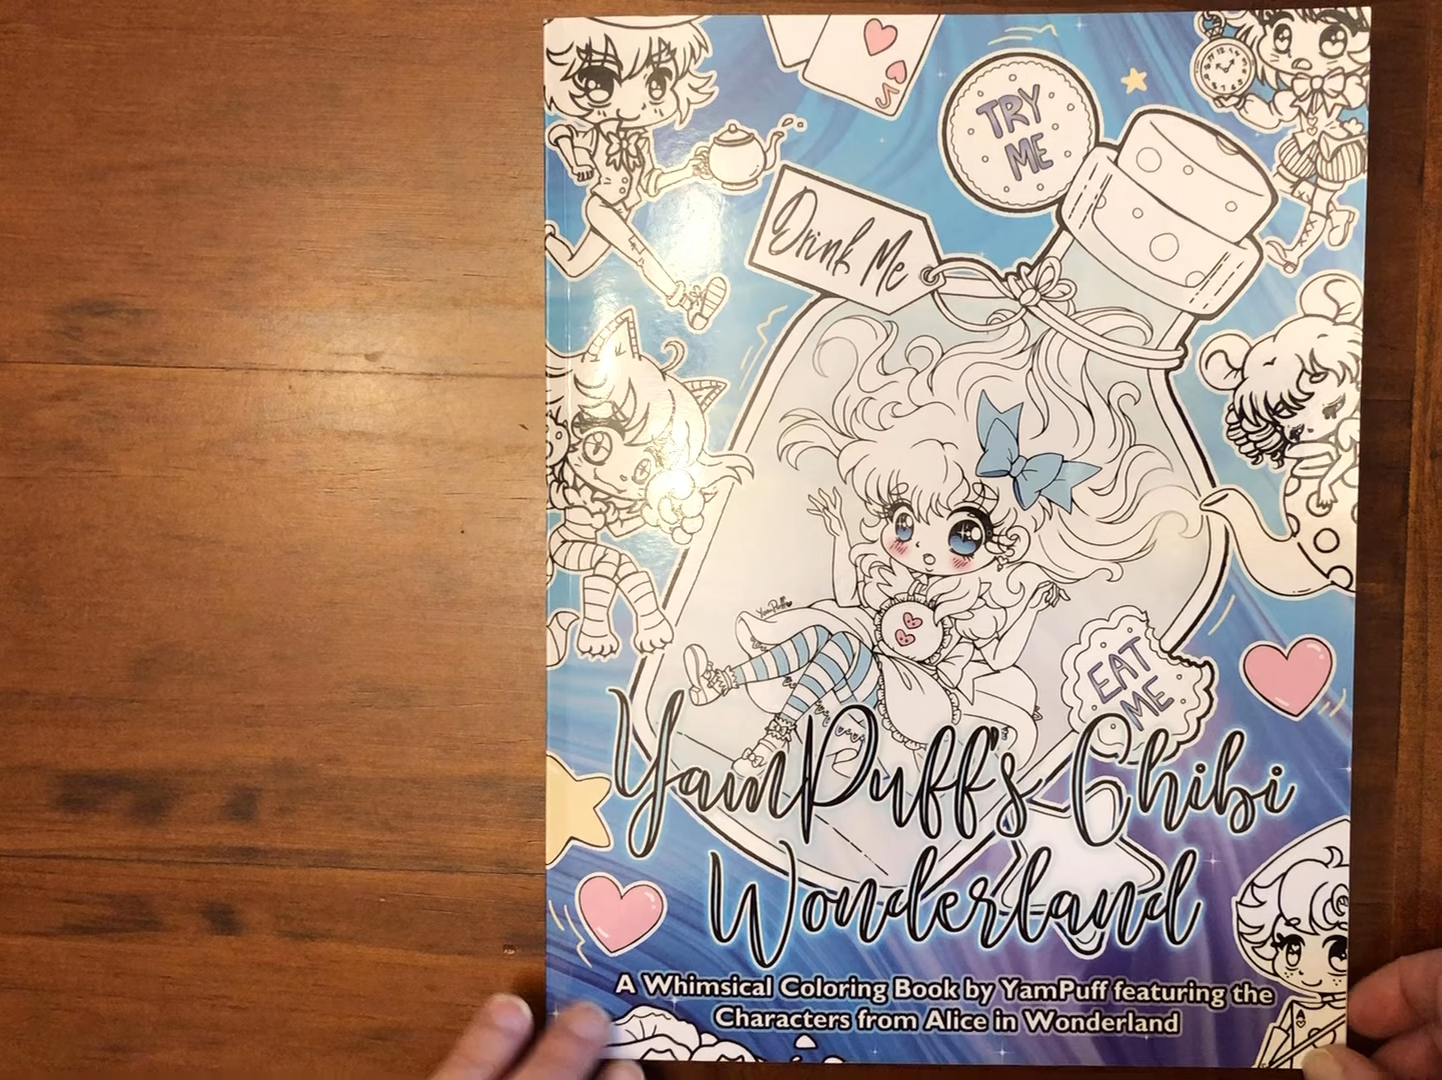 TRY
ME
Drink Me
YamPuff
EAT
ME
YamPuff's Chibi
Wonderland
A Whimsical Coloring Book by YamPuff featuring the
Characters from Alice in Wonderland